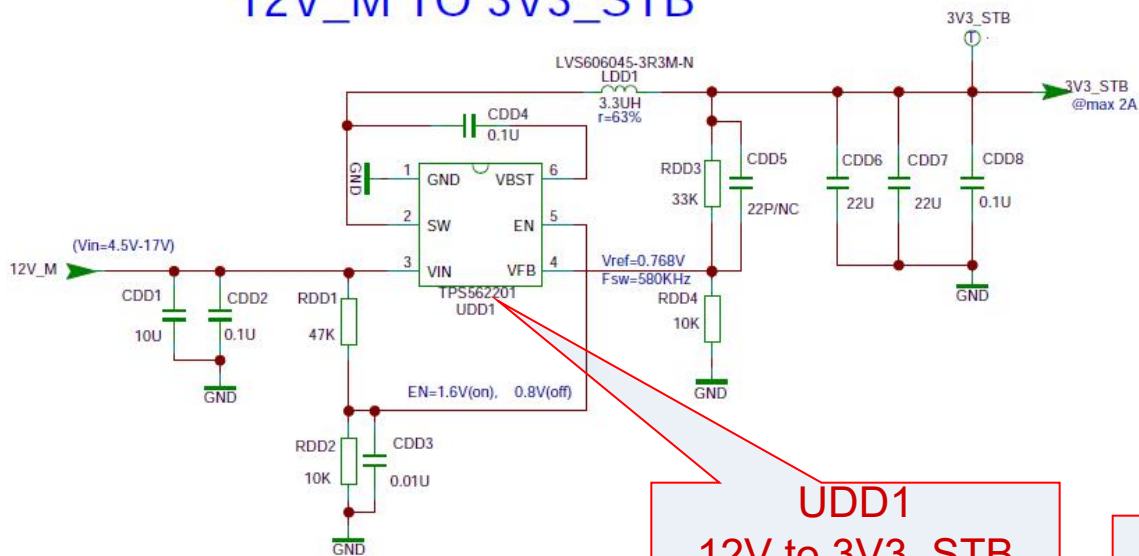 12V_M TO 3V3_STB
3V3_STB
T
LVS606045-3R3M-N
LDD1
3.3UH
r=63%
3V3_STB
@max 2A
CDD4
0.1U
GND
1 GND VBST 6
2 SW EN 5
3 VIN VFB 4
TPS562201
UDD1
RDD3
33K
CDD5
22P/NC
CDD6
22U
CDD7
22U
CDD8
0.1U
GND
(Vin=4.5V-17V)
12V_M
Vref=0.768V
Fsw=580KHz
CDD1
10U
CDD2
0.1U
RDD1
47K
RDD4
10K
GND
GND
EN=1.6V(on), 0.8V(off)
RDD2
10K
CDD3
0.01U
GND
UDD1
12V to 3V3_STB